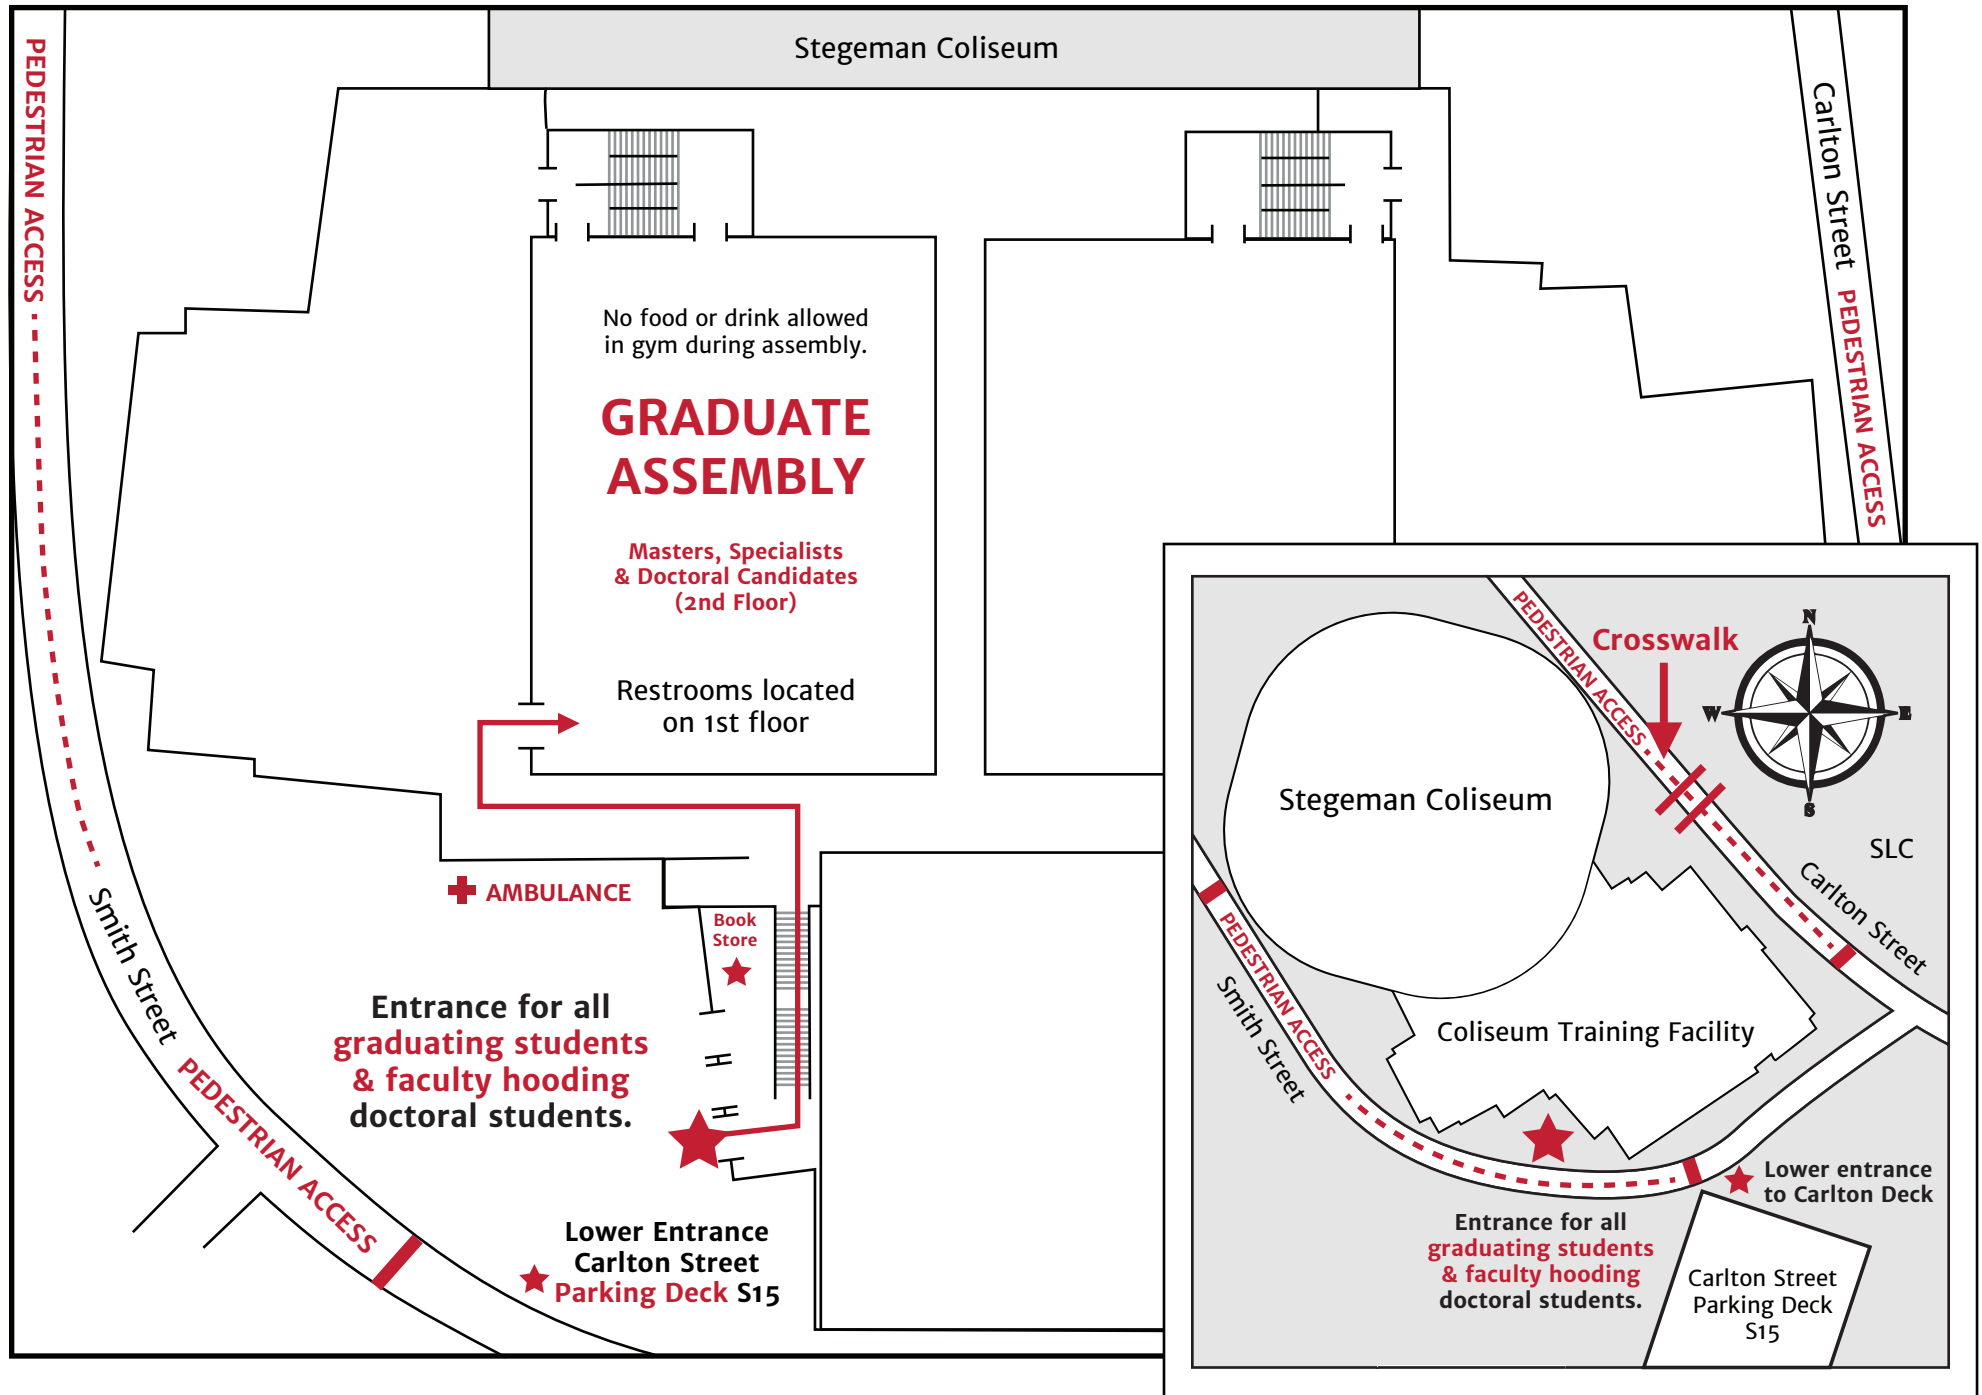 Stegeman Coliseum
PEDESTRIAN ACCESS
Carlton Street
PEDESTRIAN ACCESS
No food or drink allowed
in gym during assembly.
GRADUATE
ASSEMBLY
Masters, Specialists
& Doctoral Candidates
(2nd Floor)
Restrooms located
on 1st floor
AMBULANCE
Book
Store
Smith Street
PEDESTRIAN ACCESS
Entrance for all
graduating students
& faculty hooding
doctoral students.
Lower Entrance
Carlton Street
Parking Deck S15
PEDESTRIAN ACCESS
Crosswalk
N
W
E
S
Stegeman Coliseum
SLC
Carlton Street
PEDESTRIAN ACCESS
Smith Street
Coliseum Training Facility
Lower entrance
to Carlton Deck
Entrance for all
graduating students
& faculty hooding
doctoral students.
Carlton Street
Parking Deck
S15